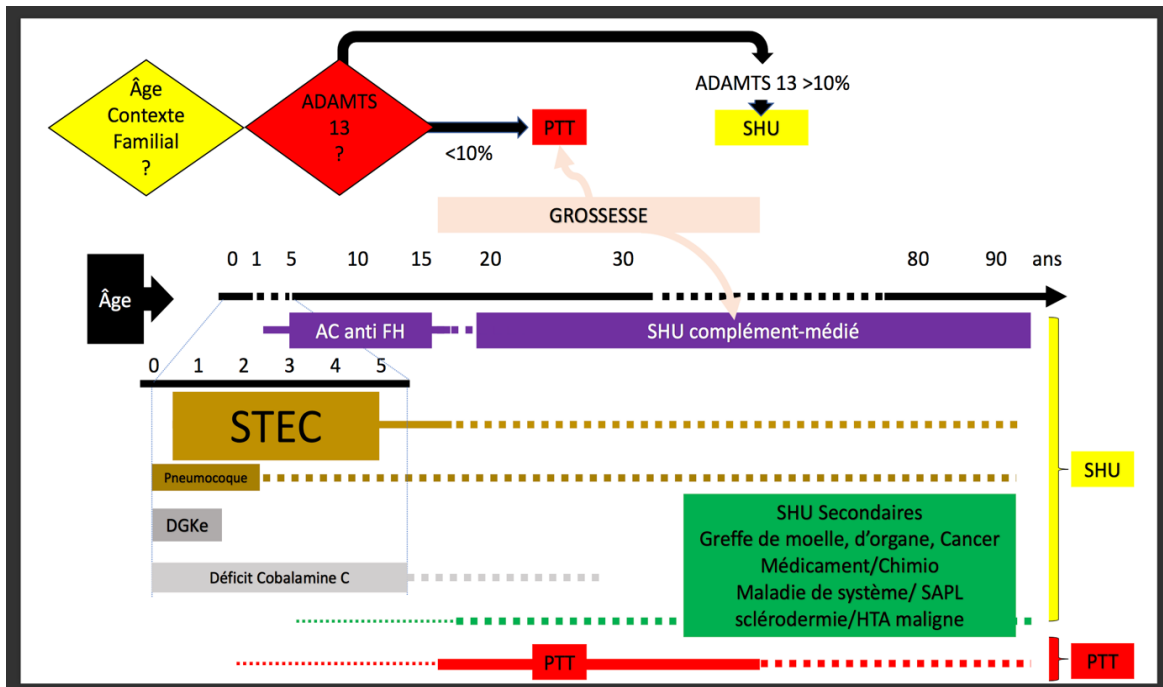 Âge
Contexte
Familial
?
ADAMTS
13
?
<10%
PTT
ADAMTS 13 >10%
SHU
GROSSESSE
0 1 5 10 15 20 30 80 90 ans
Âge
AC anti FH
SHU complément-médié
0 1 2 3 4 5
STEC
Pneumocoque
DGKe
Déficit Cobalamine C
SHU Secondaires
Greffe de moelle, d'organe, Cancer
Médicament/Chimio
Maladie de système/ SAPL
sclérodermie/HTA maligne
SHU
PTT
PTT